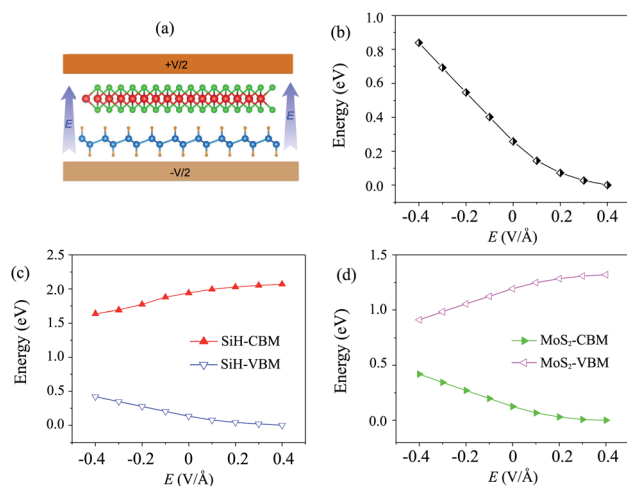 (a)
+V/2
E
E
-V/2
(b)
1.0
0.8
0.6
0.4
0.2
0.0
Energy (eV)
-0.4 -0.2 0 0.2 0.4
E (V/Å)
(c)
2.5
2.0
1.5
1.0
0.5
0.0
Energy (eV)
SiH-CBM
SiH-VBM
-0.4 -0.2 0 0.2 0.4
E (V/Å)
(d)
1.5
1.0
0.5
0.0
Energy (eV)
MoS₂-CBM
MoS₂-VBM
-0.4 -0.2 0 0.2 0.4
E (V/Å)